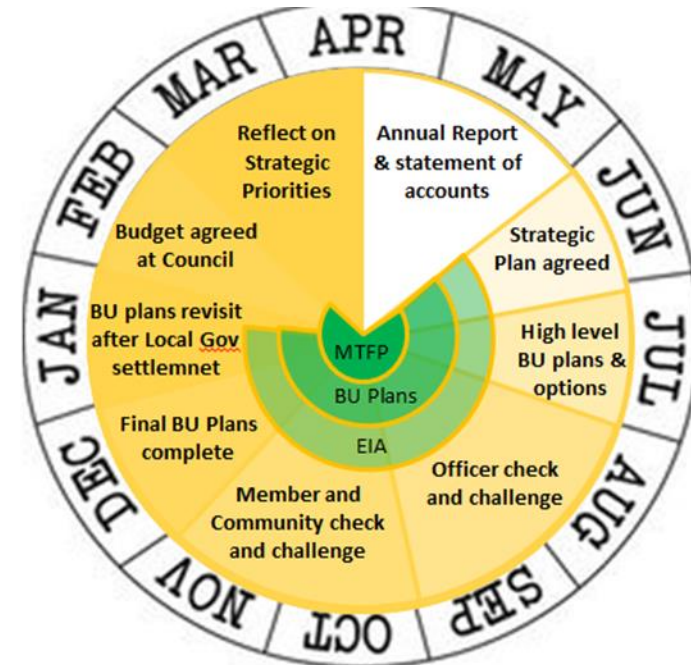 APR
MAY
JUN
JUL
AUG
SEP
OCT
NOV
DEC
JAN
FEB
MAR
Annual Report
& statement of
accounts
Strategic
Plan agreed
High level
BU plans &
options
Officer check
and challenge
Member and
Community check
and challenge
Final BU Plans
complete
BU plans revisit
after Local Gov
settlemnet
Budget agreed
at Council
Reflect on
Strategic
Priorities
MTFP
BU Plans
EIA